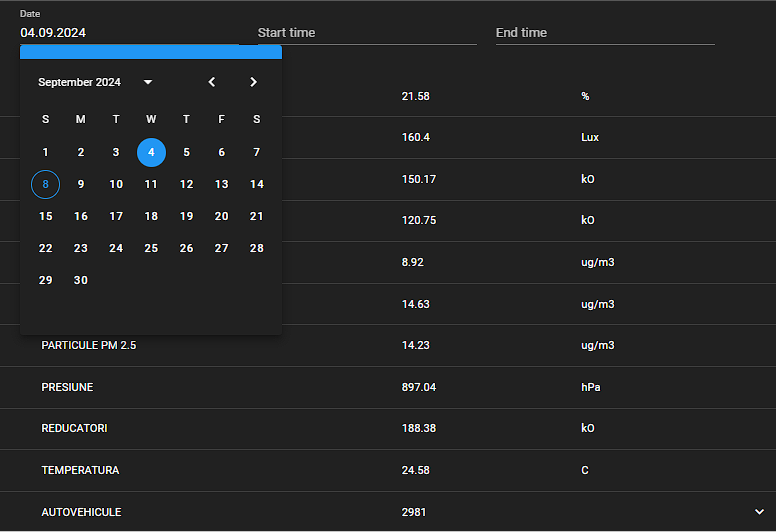 Date
04.09.2024 Start time End time
September 2024
S M T W T F S
1 2 3 4 5 6 7
8 9 10 11 12 13 14
15 16 17 18 19 20 21
22 23 24 25 26 27 28
29 30
21.58 %
160.4 Lux
150.17 kO
120.75 kO
8.92 ug/m3
14.63 ug/m3
PARTICULE PM 2.5 14.23 ug/m3
PRESIUNE 897.04 hPa
REDUCATORI 188.38 kO
TEMPERATURA 24.58 C
AUTOVEHICULE 2981